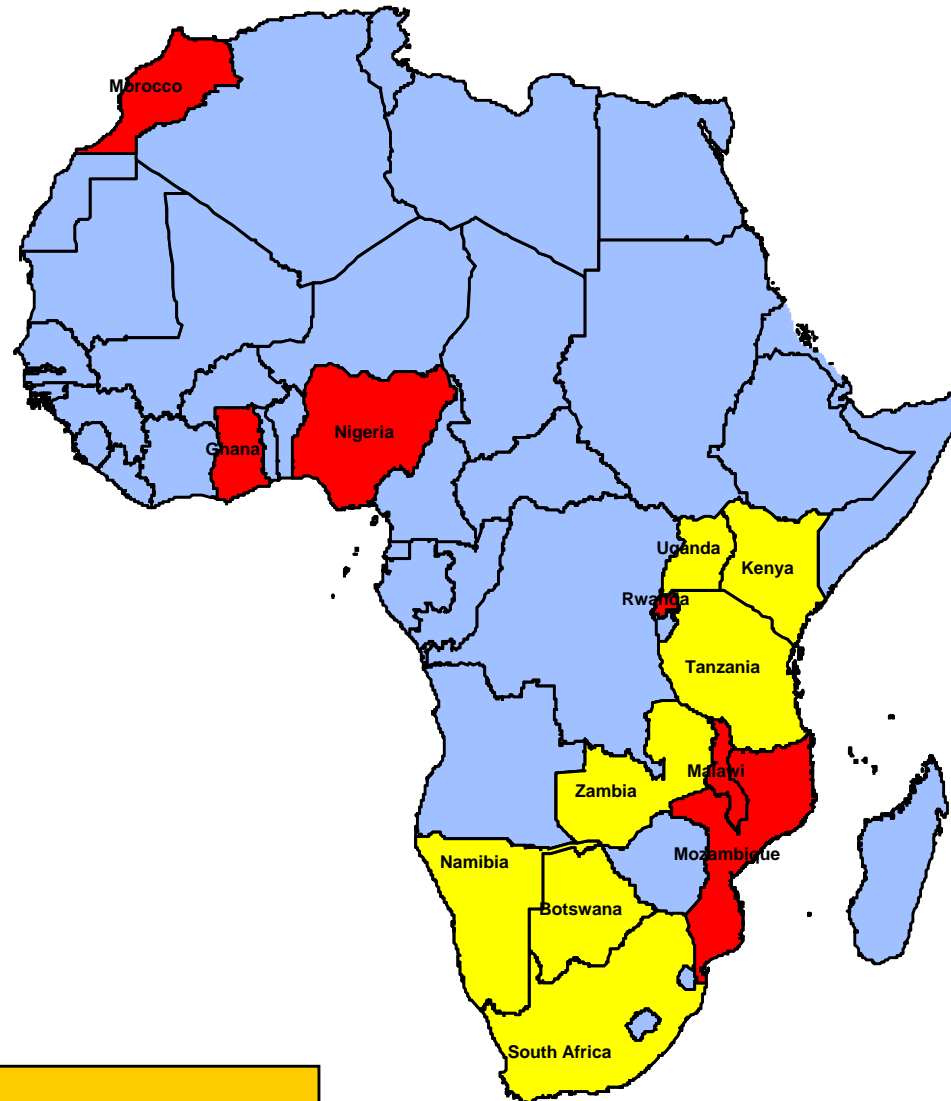 Morocco
Nigeria
Ghana
Uganda
Kenya
Rwanda
Tanzania
Malawi
Zambia
Mozambique
Namibia
Botswana
South Africa